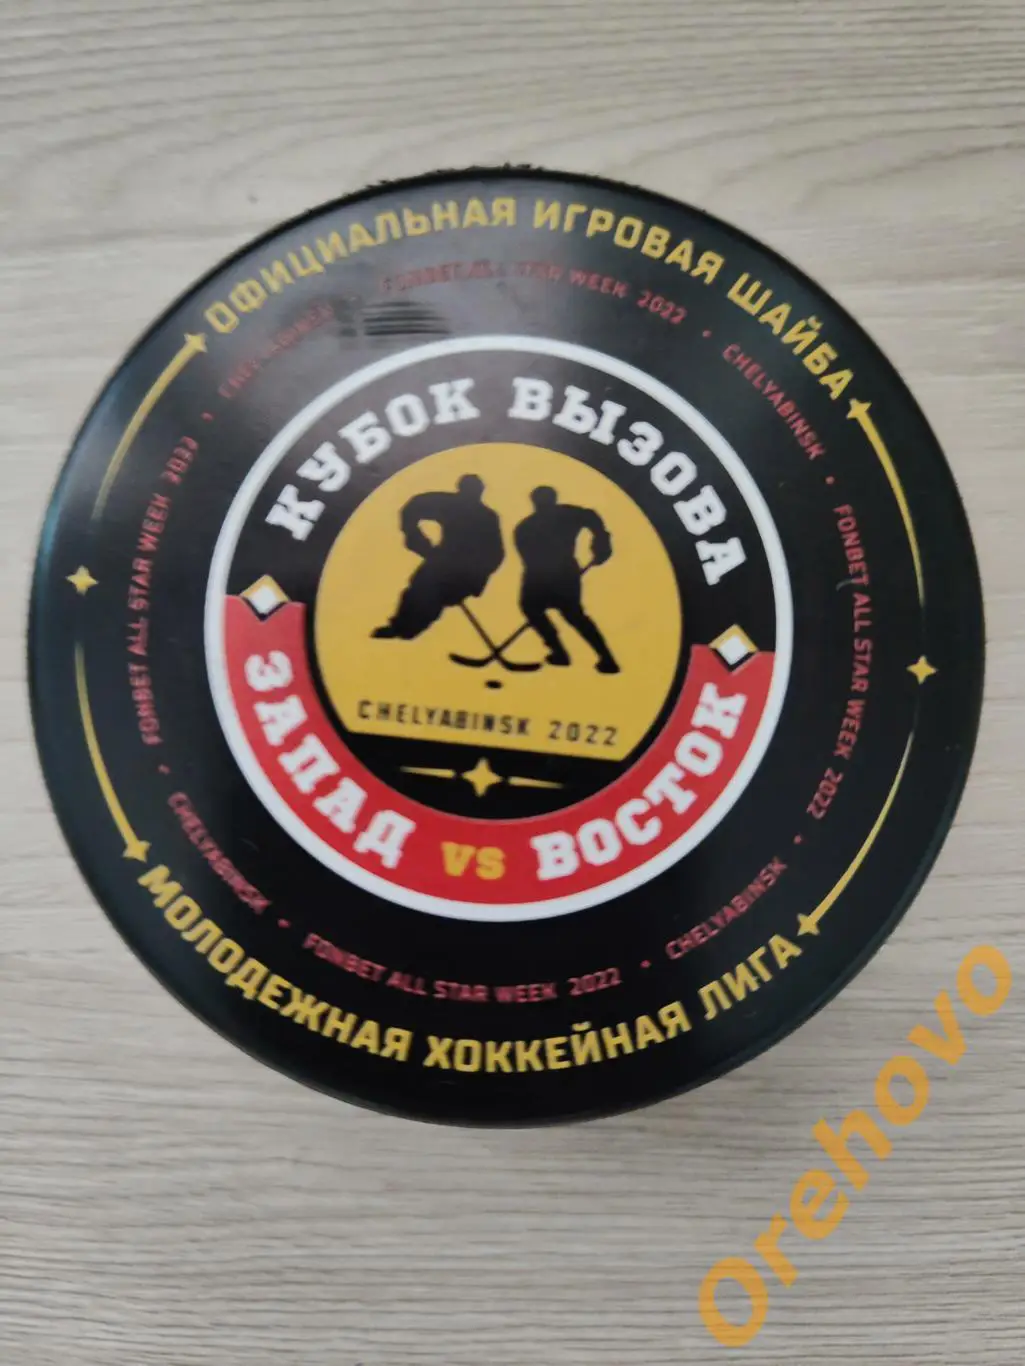 ОФИЦИАЛЬНАЯ ИГРОВАЯ ШАЙБА
FONBET ALL STAR WEEK 2022 • CHELYABINSK • FONBET ALL STAR WEEK 2022 • CHELYABINSK • FONBET ALL STAR WEEK 2022 • CHELYABINSK • FONBET ALL STAR WEEK 2022 •
КУБОК ВЫЗОВА
CHELYABINSK 2022
ЗАПАД VS ВОСТОК
МОЛОДЕЖНАЯ ХОККЕЙНАЯ ЛИГА
Orehovo